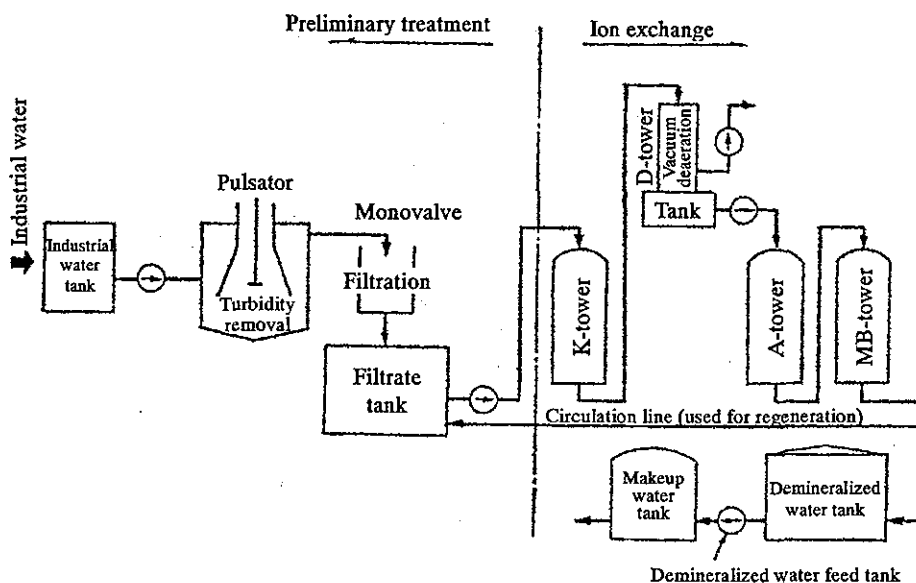 Preliminary treatment
Ion exchange
Industrial water
Pulsator
Monovalve
Industrial
water
tank
Turbidity
removal
Filtration
Filtrate
tank
K-tower
D-tower
Vacuum
deaeration
Tank
A-tower
MB-tower
Circulation line (used for regeneration)
Makeup
water
tank
Demineralized
water tank
Demineralized water feed tank